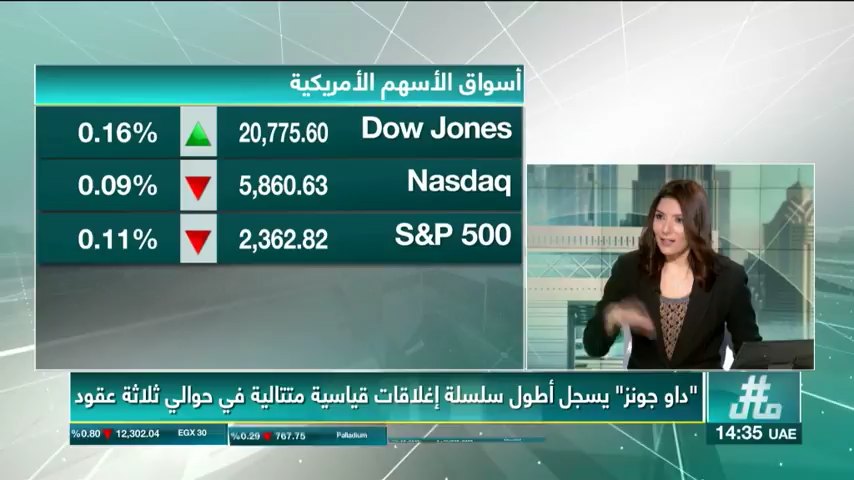 أسواق الأسهم الأمريكية
Dow Jones 20,775.60 0.16%
Nasdaq 5,860.63 0.09%
S&P 500 2,362.82 0.11%
"داو جونز" يسجل أطول سلسلة إغلاقات قياسية متتالية في حوالي ثلاثة عقود
#مال
%0.80 12,302.04 EGX 30
%0.29 767.75 Palladium
14:35 UAE